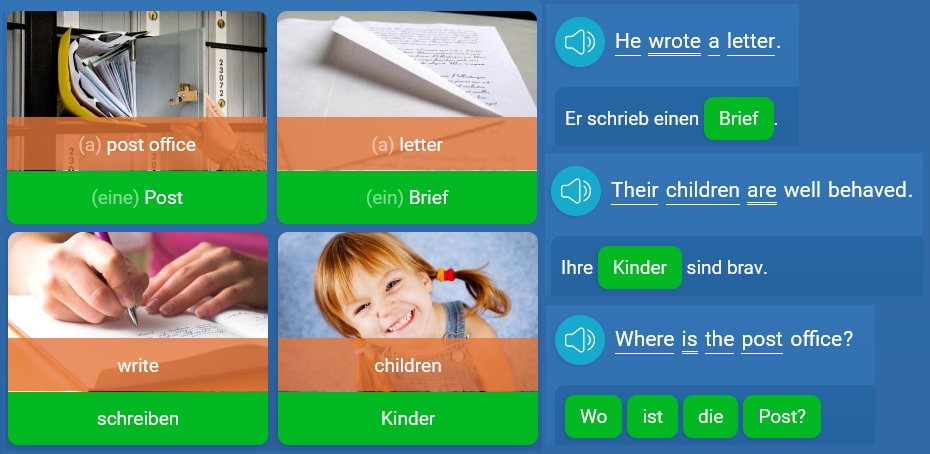 23072
(a) post office
(eine) Post
(a) letter
(ein) Brief
write
schreiben
children
Kinder
He wrote a letter.
Er schrieb einen Brief.
Their children are well behaved.
Ihre Kinder sind brav.
Where is the post office?
Wo ist die Post?